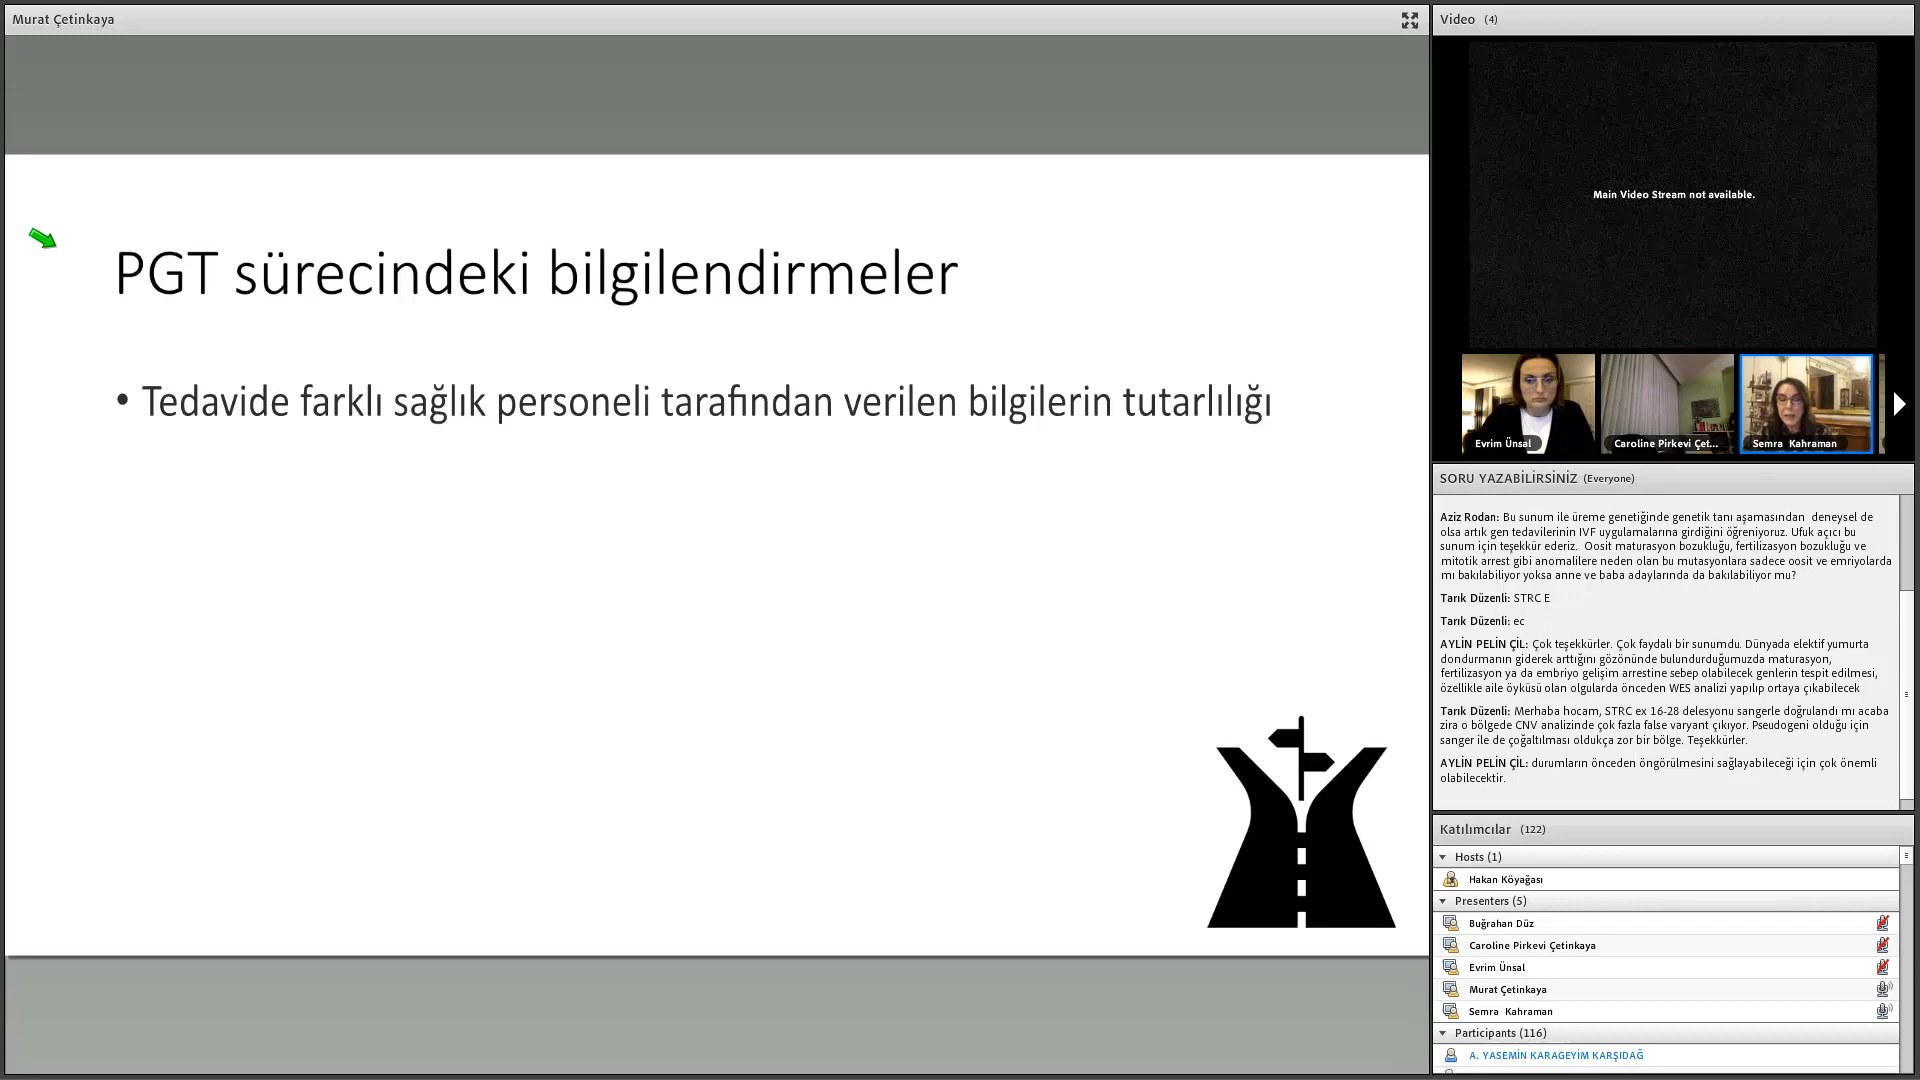 Murat Çetinkaya
PGT sürecindeki bilgilendirmeler
• Tedavide farklı sağlık personeli tarafından verilen bilgilerin tutarlılığı
Video (4)
Main Video Stream not available.
Evrim Ünsal
Caroline Pirkevi Çet...
Semra Kahraman
SORU YAZABİLİRSİNİZ (Everyone)
Aziz Rodan: Bu sunum ile üreme genetiğinde genetik tanı aşamasından deneysel de
olsa artık gen tedavilerinin IVF uygulamalarına girdiğini öğreniyoruz. Ufuk açıcı bu
sunum için teşekkür ederiz. Oosit maturasyon bozukluğu, fertilizasyon bozukluğu ve
mitotik arrest gibi anomalilere neden olan bu mutasyonlara sadece oosit ve emriyolarda
mı bakılabiliyor yoksa anne ve baba adaylarında da bakılabiliyor mu?
Tarık Düzenli: STRC E
Tarık Düzenli: ec
AYLİN PELİN ÇİL: Çok teşekkürler. Çok faydalı bir sunumdu. Dünyada elektif yumurta
dondurmanın giderek arttığını gözönünde bulundurduğumuzda maturasyon,
fertilizasyon ya da embriyo gelişim arrestine sebep olabilecek genlerin tespit edilmesi,
özellikle aile öyküsü olan olgularda önceden WES analizi yapılıp ortaya çıkabilecek
Tarık Düzenli: Merhaba hocam, STRC ex 16-28 delesyonu sangerle doğrulandı mı acaba
zira o bölgede CNV analizinde çok fazla false varyant çıkıyor. Pseudogeni olduğu için
sanger ile de çoğaltılması oldukça zor bir bölge. Teşekkürler.
AYLİN PELİN ÇİL: durumların önceden öngörülmesini sağlayabileceği için çok önemli
olabilecektir.
Katılımcılar (122)
Hosts (1)
Hakan Köyağası
Presenters (5)
Buğrahan Düz
Caroline Pirkevi Çetinkaya
Evrim Ünsal
Murat Çetinkaya
Semra Kahraman
Participants (116)
A. YASEMİN KARAGEYİM KARŞIDAĞ